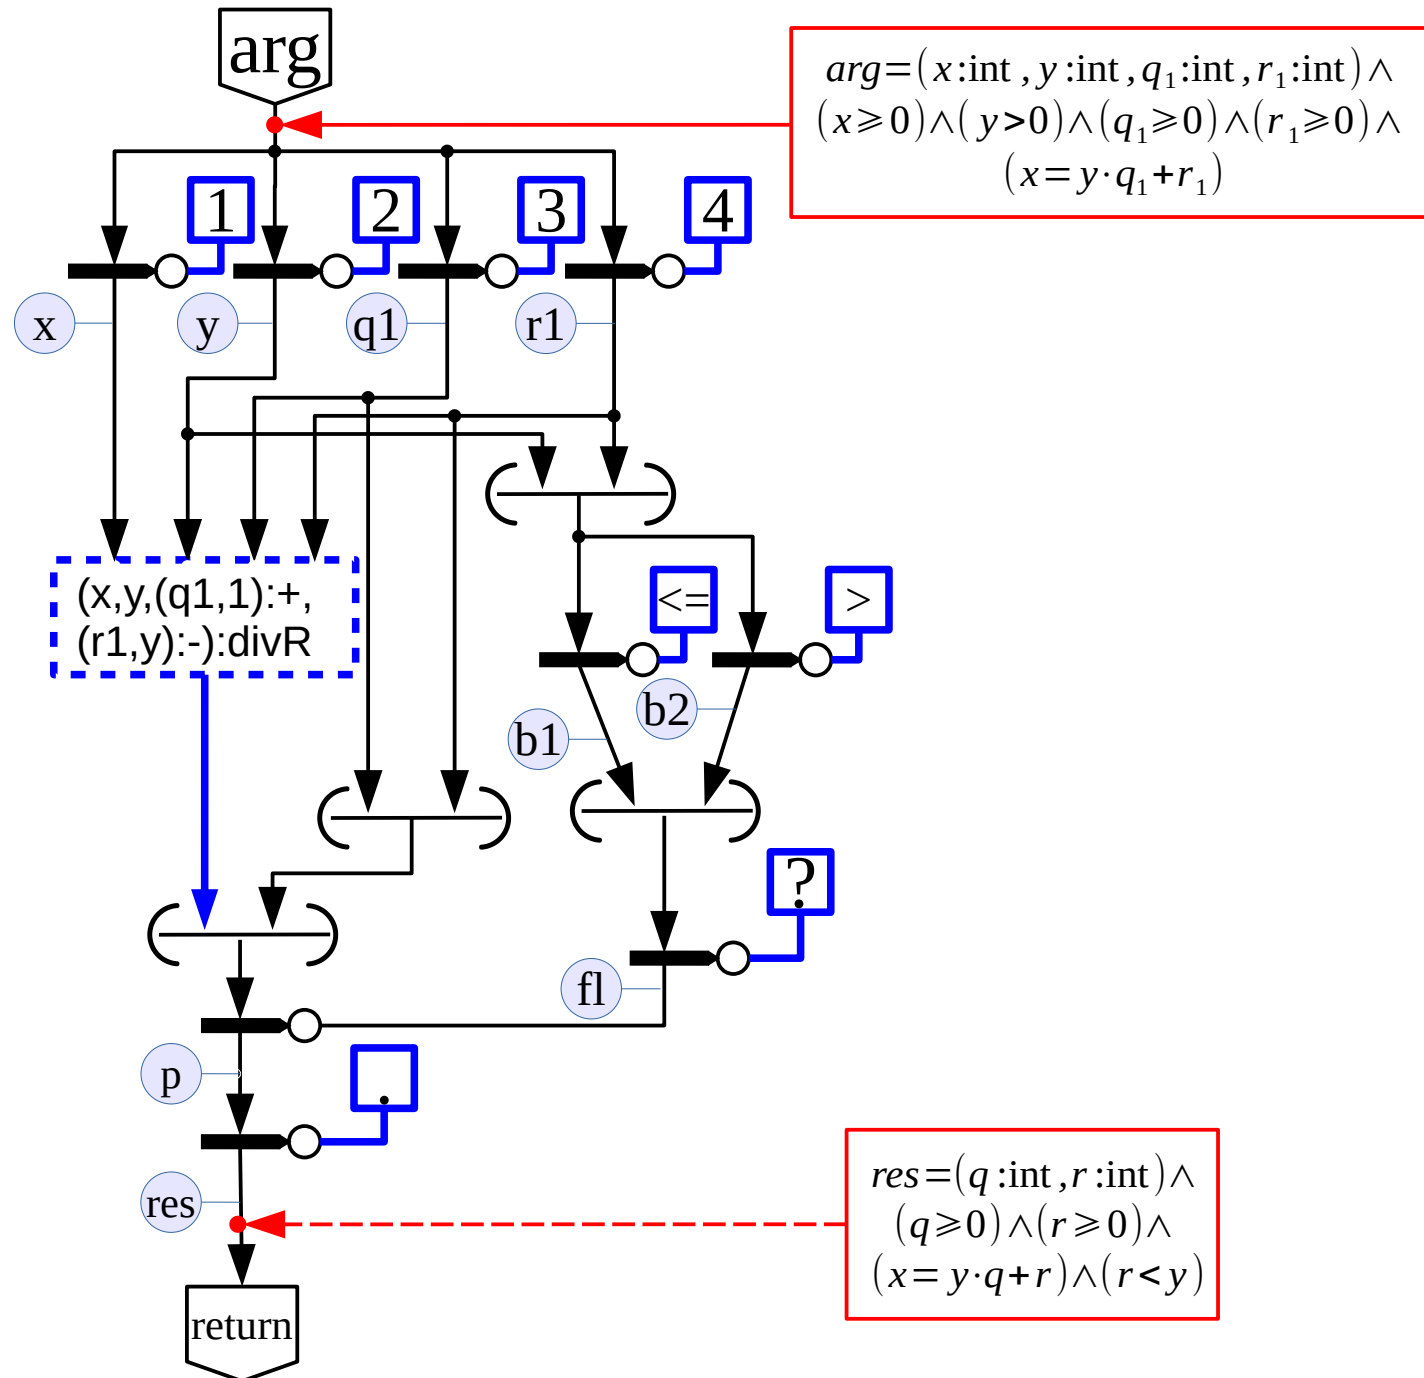 arg
arg=(x:int , y:int, q₁:int, r₁:int)∧
(x⩾0)∧(y>0)∧(q₁⩾0)∧(r₁⩾0)∧
(x=y·q₁+r₁)
1
2
3
4
x
y
q1
r1
(x,y,(q1,1):+,
(r1,y):-):divR
<=
>
b1
b2
?
fl
p
.
res
res=(q:int,r:int)∧
(q⩾0)∧(r⩾0)∧
(x=y·q+r)∧(r<y)
return